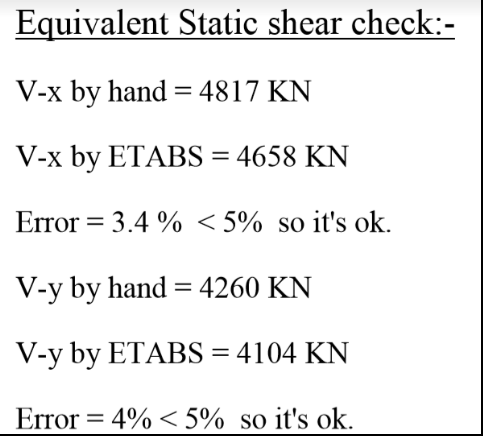 Equivalent Static shear check:-
V-x by hand = 4817 KN
V-x by ETABS = 4658 KN
Error = 3.4 % < 5% so it's ok.
V-y by hand = 4260 KN
V-y by ETABS = 4104 KN
Error = 4% < 5% so it's ok.